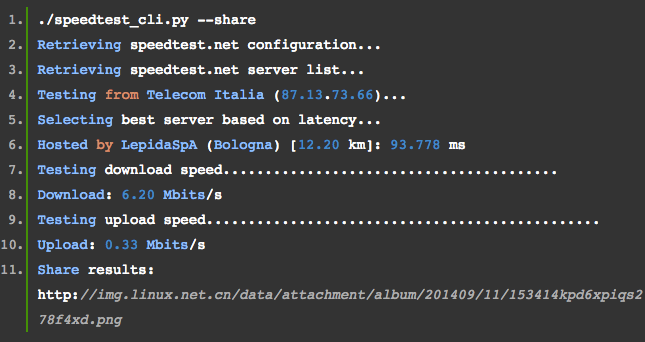 1. ./speedtest_cli.py --share
2. Retrieving speedtest.net configuration...
3. Retrieving speedtest.net server list...
4. Testing from Telecom Italia (87.13.73.66)...
5. Selecting best server based on latency...
6. Hosted by LepidaSpA (Bologna) [12.20 km]: 93.778 ms
7. Testing download speed........................................
8. Download: 6.20 Mbits/s
9. Testing upload speed...............................................
10. Upload: 0.33 Mbits/s
11. Share results:
http://img.linux.net.cn/data/attachment/album/201409/11/153414kpd6xpiqs2
78f4xd.png